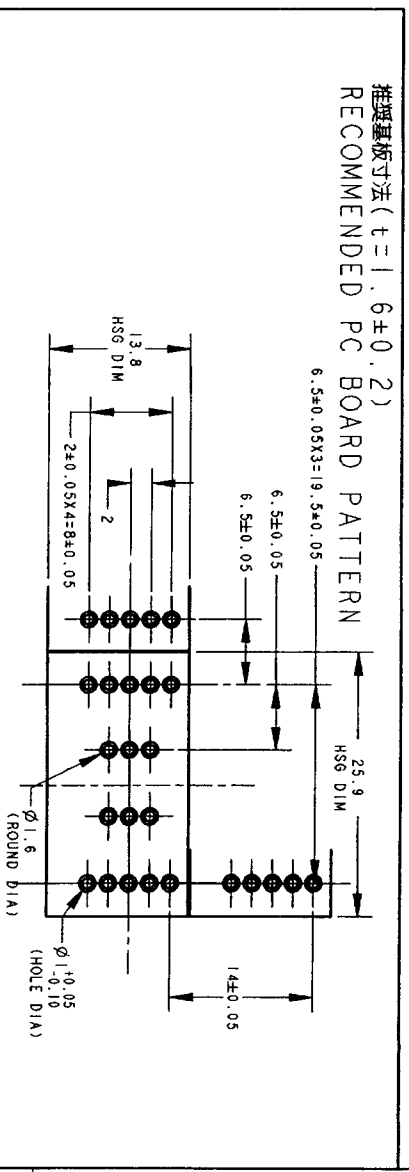 推奨基板寸法(t=1.6±0.2)
RECOMMENDED PC BOARD PATTERN
6.5±0.05X3=19.5±0.05
6.5±0.05
6.5±0.05
25.9
HSG DIM
13.8
HSG DIM
2±0.05X4=8±0.05
2
14±0.05
Ø1.6
(ROUND DIA)
Ø1 +0.05
-0.10
(HOLE DIA)